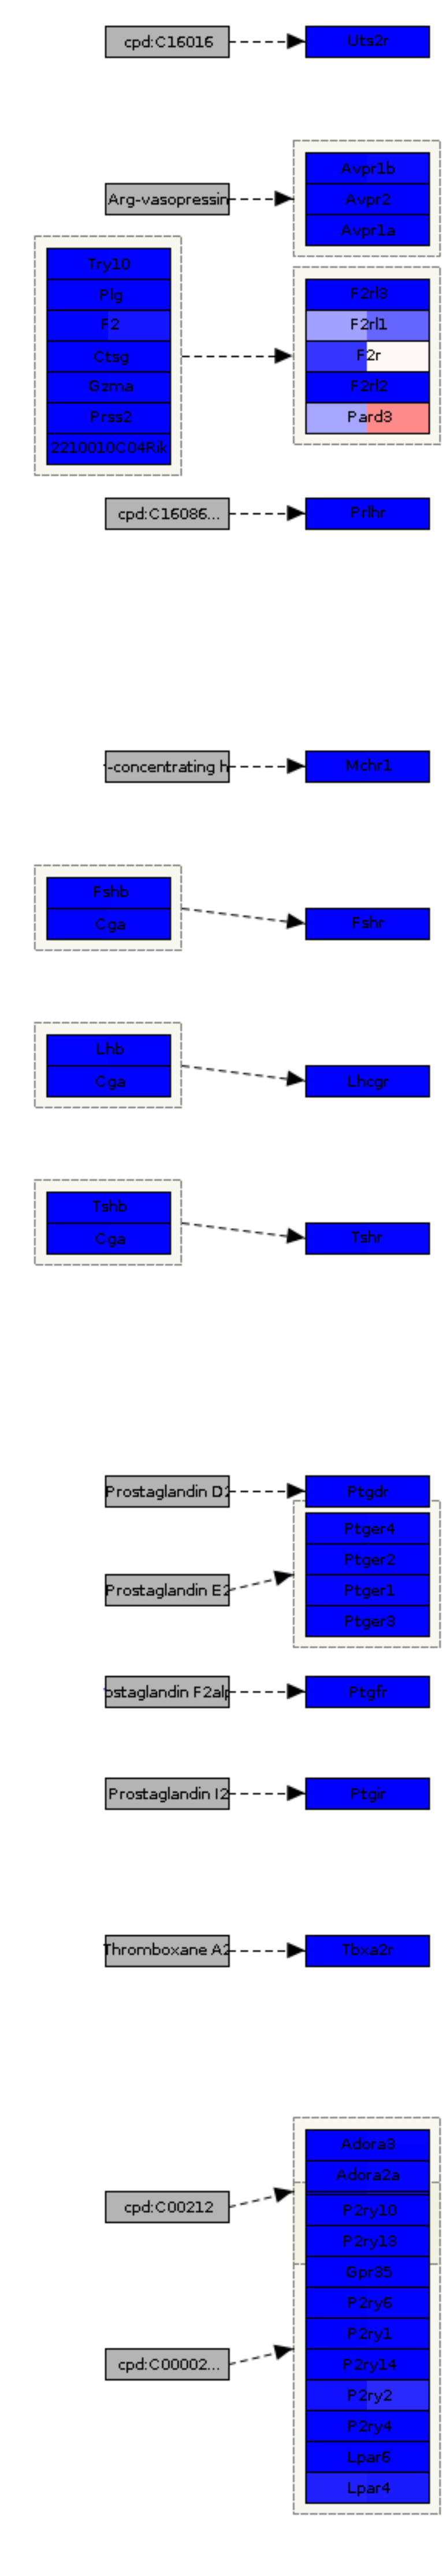 cpd:C16016
Uts2r
Arg-vasopressin
Avpr1b
Avpr2
Avpr1a
Try10
Plg
F2
Ctsg
Gzma
Prss2
2210010C04Rik
F2rl3
F2rl1
F2r
F2rl2
Pard3
cpd:C16086...
Prlhr
-concentrating h
Mchr1
Fshb
Cga
Fshr
Lhb
Cga
Lhcgr
Tshb
Cga
Tshr
Prostaglandin D2
Ptgdr
Prostaglandin E2
Ptger4
Ptger2
Ptger1
Ptger3
ostaglandin F2alp
Ptgfr
Prostaglandin I2
Ptgir
Thromboxane A2
Tbxa2r
cpd:C00212
Adora3
Adora2a
cpd:C00002...
P2ry10
P2ry13
Gpr35
P2ry6
P2ry1
P2ry14
P2ry2
P2ry4
Lpar6
Lpar4